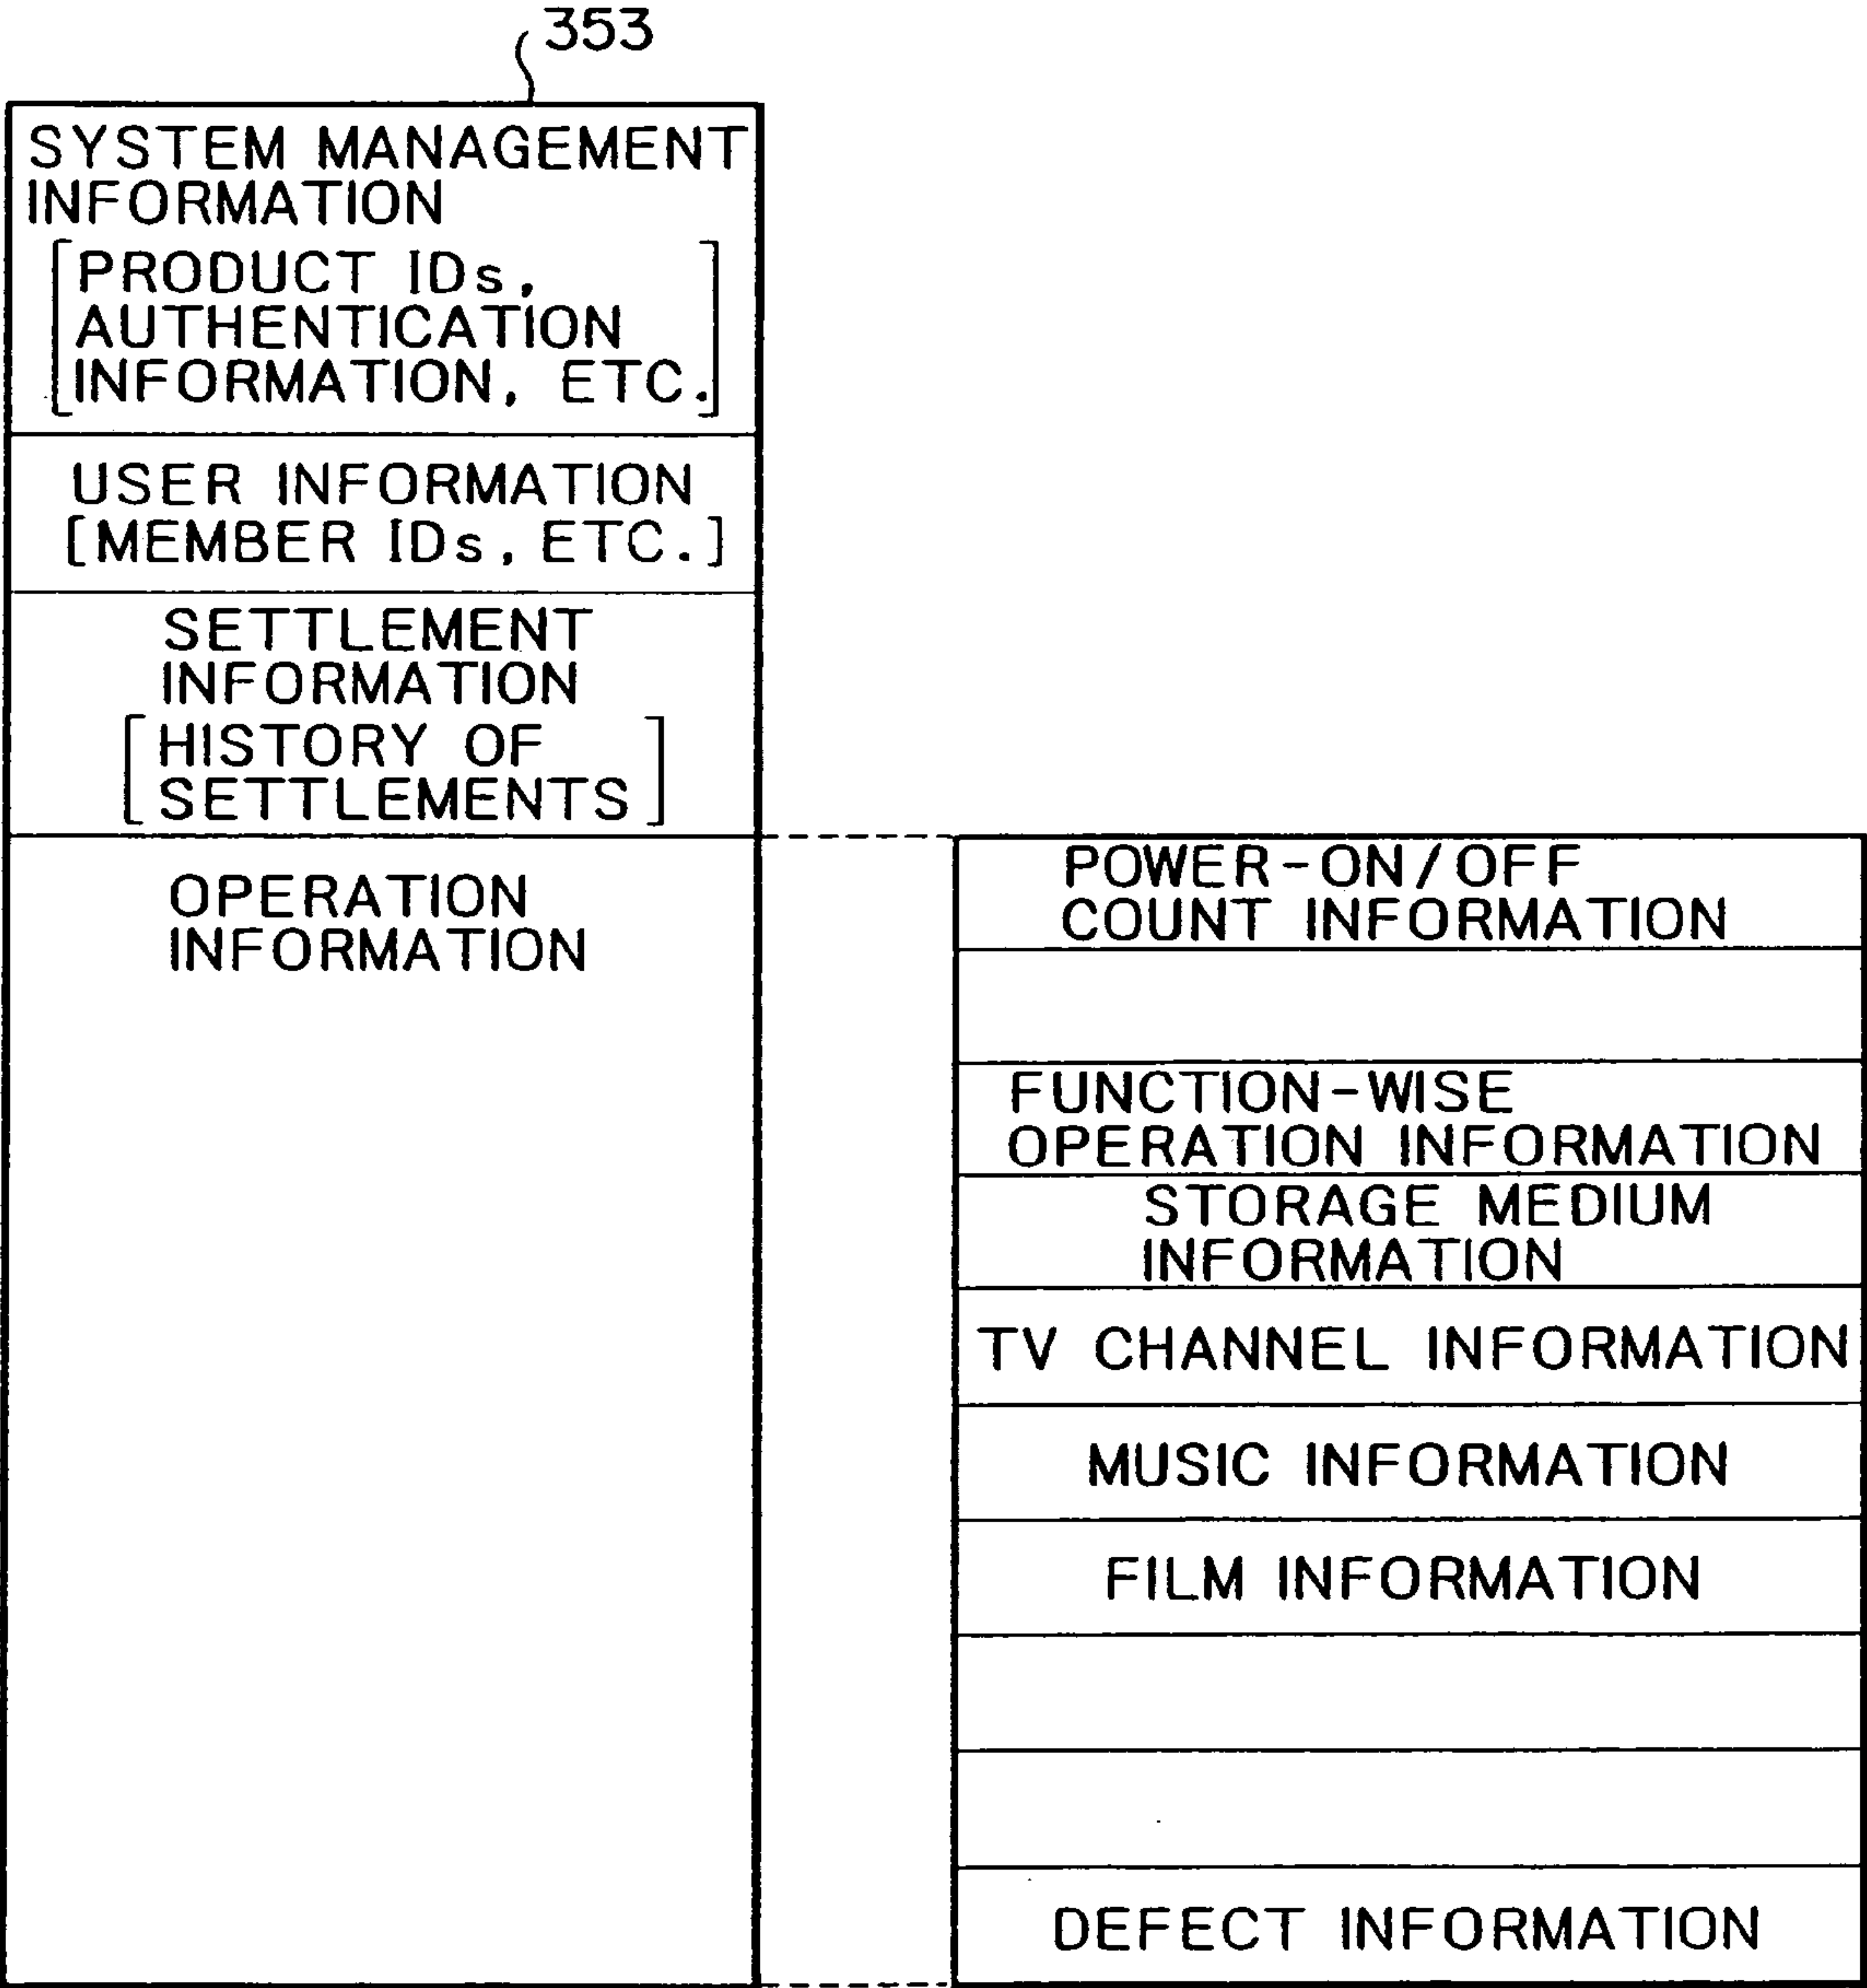 353
SYSTEM MANAGEMENT
INFORMATION
[PRODUCT IDs,
AUTHENTICATION
INFORMATION, ETC.]
USER INFORMATION
[MEMBER IDs, ETC.]
SETTLEMENT
INFORMATION
[HISTORY OF
SETTLEMENTS]
OPERATION
INFORMATION
POWER-ON/OFF
COUNT INFORMATION
FUNCTION-WISE
OPERATION INFORMATION
STORAGE MEDIUM
INFORMATION
TV CHANNEL INFORMATION
MUSIC INFORMATION
FILM INFORMATION
DEFECT INFORMATION